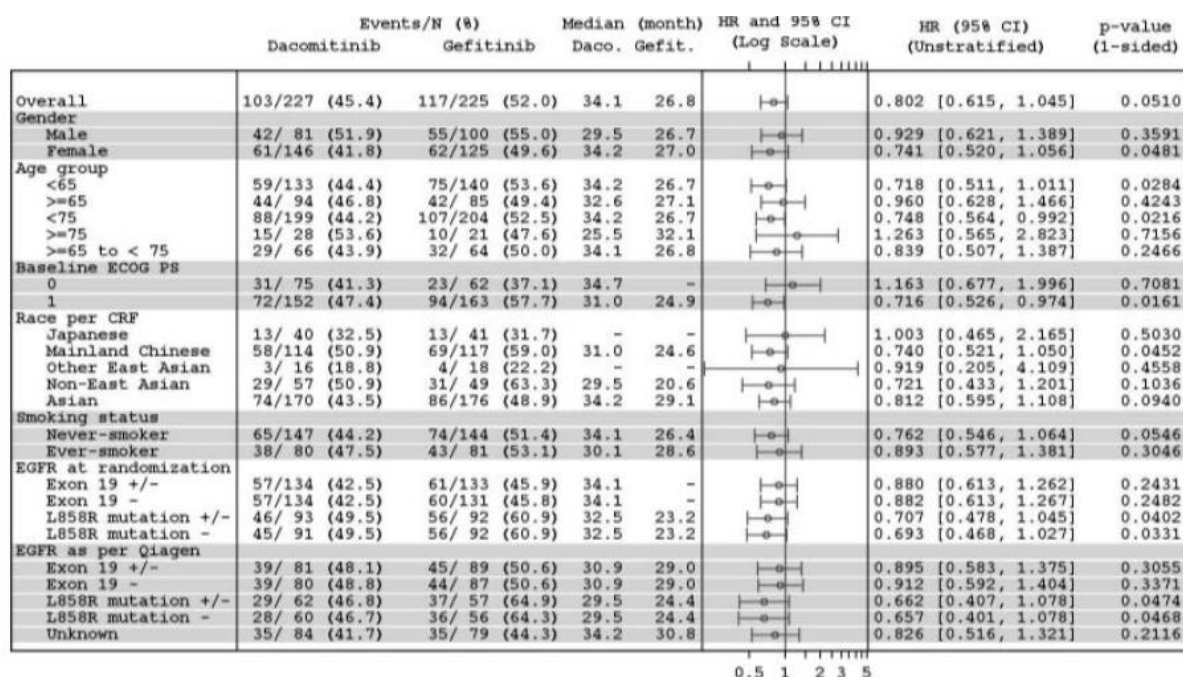 Events/N (%) Median (month) HR and 95% CI HR (95% CI) p-value
Dacomitinib Gefitinib Daco. Gefit. (Log Scale) (Unstratified) (1-sided)
Overall 103/227 (45.4) 117/225 (52.0) 34.1 26.8 0.802 [0.615, 1.045] 0.0510
Gender
Male 42/ 81 (51.9) 55/100 (55.0) 29.5 26.7 0.929 [0.621, 1.389] 0.3591
Female 61/146 (41.8) 62/125 (49.6) 34.2 27.0 0.741 [0.520, 1.056] 0.0481
Age group
<65 59/133 (44.4) 75/140 (53.6) 34.2 26.7 0.718 [0.511, 1.011] 0.0284
>=65 44/ 94 (46.8) 42/ 85 (49.4) 32.6 27.1 0.960 [0.628, 1.466] 0.4243
<75 88/199 (44.2) 107/204 (52.5) 34.2 26.7 0.748 [0.564, 0.992] 0.0216
>=75 15/ 28 (53.6) 10/ 21 (47.6) 25.5 32.1 1.263 [0.565, 2.823] 0.7156
>=65 to < 75 29/ 66 (43.9) 32/ 64 (50.0) 34.1 26.8 0.839 [0.507, 1.387] 0.2466
Baseline ECOG PS
0 31/ 75 (41.3) 23/ 62 (37.1) 34.7 - 1.163 [0.677, 1.996] 0.7081
1 72/152 (47.4) 94/163 (57.7) 31.0 24.9 0.716 [0.526, 0.974] 0.0161
Race per CRF
Japanese 13/ 40 (32.5) 13/ 41 (31.7) - - 1.003 [0.465, 2.165] 0.5030
Mainland Chinese 58/114 (50.9) 69/117 (59.0) 31.0 24.6 0.740 [0.521, 1.050] 0.0452
Other East Asian 3/ 16 (18.8) 4/ 18 (22.2) - - 0.919 [0.205, 4.109] 0.4558
Non-East Asian 29/ 57 (50.9) 31/ 49 (63.3) 29.5 20.6 0.721 [0.433, 1.201] 0.1036
Asian 74/170 (43.5) 86/176 (48.9) 34.2 29.1 0.812 [0.595, 1.108] 0.0940
Smoking status
Never-smoker 65/147 (44.2) 74/144 (51.4) 34.1 26.4 0.762 [0.546, 1.064] 0.0546
Ever-smoker 38/ 80 (47.5) 43/ 81 (53.1) 30.1 28.6 0.893 [0.577, 1.381] 0.3046
EGFR at randomization
Exon 19 +/- 57/134 (42.5) 61/133 (45.9) 34.1 - 0.880 [0.613, 1.262] 0.2431
Exon 19 - 57/134 (42.5) 60/131 (45.8) 34.1 - 0.882 [0.613, 1.267] 0.2482
L858R mutation +/- 46/ 93 (49.5) 56/ 92 (60.9) 32.5 23.2 0.707 [0.478, 1.045] 0.0402
L858R mutation - 45/ 91 (49.5) 56/ 92 (60.9) 32.5 23.2 0.693 [0.468, 1.027] 0.0331
EGFR as per Qiagen
Exon 19 +/- 39/ 81 (48.1) 45/ 89 (50.6) 30.9 29.0 0.895 [0.583, 1.375] 0.3055
Exon 19 - 39/ 80 (48.8) 44/ 87 (50.6) 30.9 29.0 0.912 [0.592, 1.404] 0.3371
L858R mutation +/- 29/ 62 (46.8) 37/ 57 (64.9) 29.5 24.4 0.662 [0.407, 1.078] 0.0474
L858R mutation - 28/ 60 (46.7) 36/ 56 (64.3) 29.5 24.4 0.657 [0.401, 1.078] 0.0468
Unknown 35/ 84 (41.7) 35/ 79 (44.3) 34.2 30.8 0.826 [0.516, 1.321] 0.2116
0.5 1 2 3 5